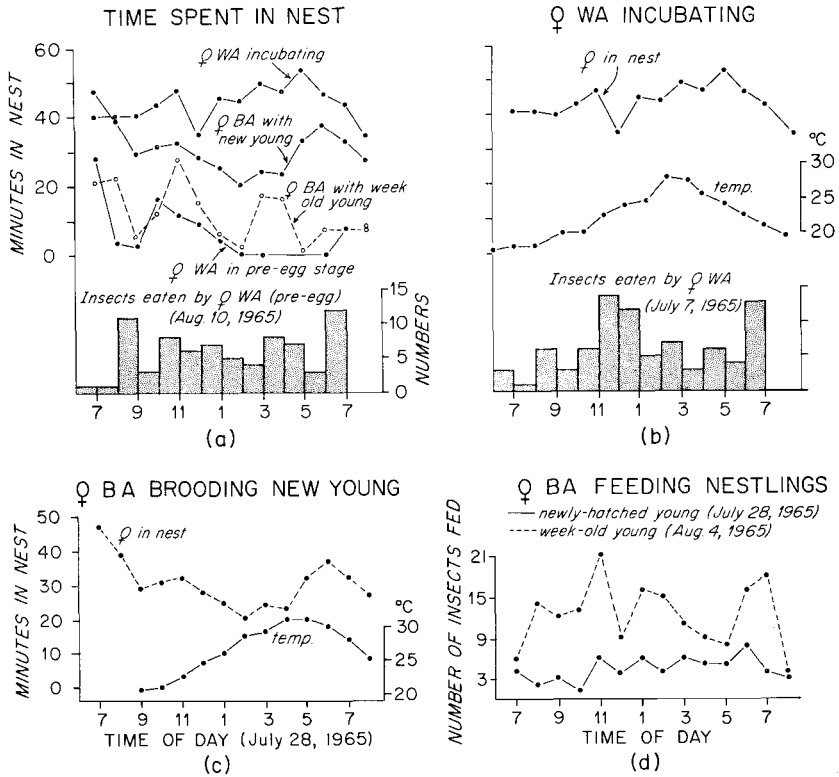 TIME SPENT IN NEST
MINUTES IN NEST
60
40
20
0
♀ WA incubating
♀ BA with
new young
♀ BA with week
old young
♀ WA in pre-egg stage
Insects eaten by ♀ WA (pre-egg)
(Aug. 10, 1965)
15
10
5
0
NUMBERS
7 9 11 1 3 5 7
(a)
♀ WA INCUBATING
♀ in nest
°C
30
25
20
temp.
Insects eaten by ♀ WA
(July 7, 1965)
7 9 11 1 3 5 7
(b)
♀ BA BROODING NEW YOUNG
MINUTES IN NEST
50
40
30
20
10
0
♀ in nest
°C
30
25
20
temp.
7 9 11 1 3 5 7
TIME OF DAY (July 28, 1965)
(c)
♀ BA FEEDING NESTLINGS
newly-hatched young (July 28, 1965)
week-old young (Aug. 4, 1965)
NUMBER OF INSECTS FED
21
15
9
3
7 9 11 1 3 5 7
TIME OF DAY
(d)